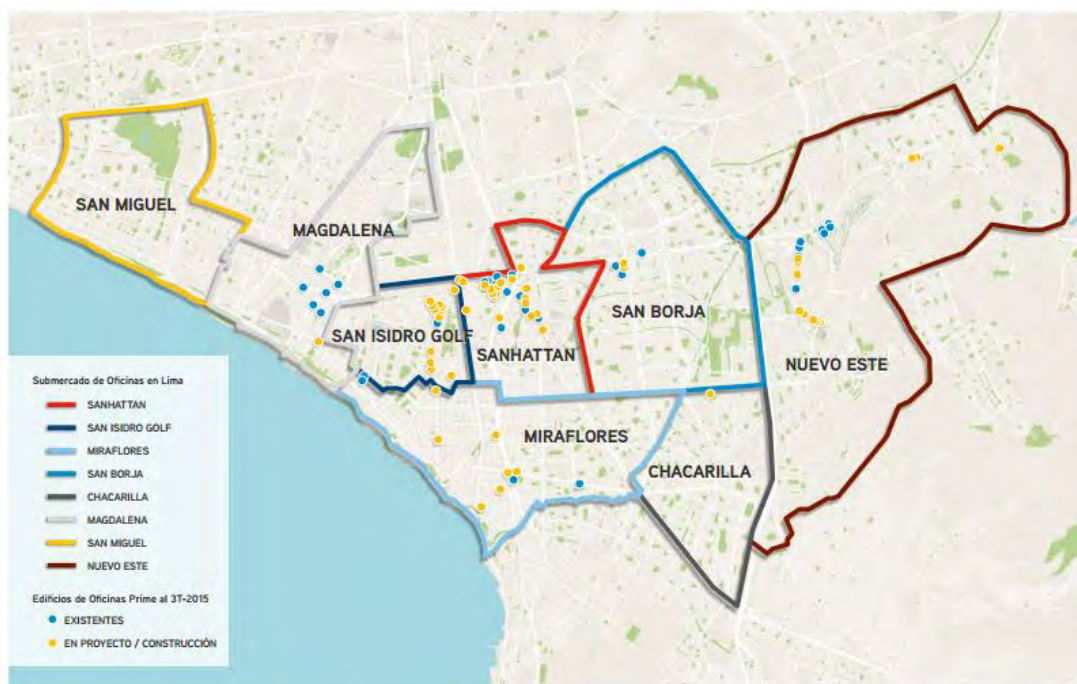 SAN MIGUEL
MAGDALENA
SAN ISIDRO GOLF
SANHATTAN
SAN BORJA
NUEVO ESTE
MIRAFLORES
CHACARILLA
Submercado de Oficinas en Lima
SANHATTAN
SAN ISIDRO GOLF
MIRAFLORES
SAN BORJA
CHACARILLA
MAGDALENA
SAN MIGUEL
NUEVO ESTE
Edificios de Oficinas Prime al 3T-2015
EXISTENTES
EN PROYECTO / CONSTRUCCIÓN